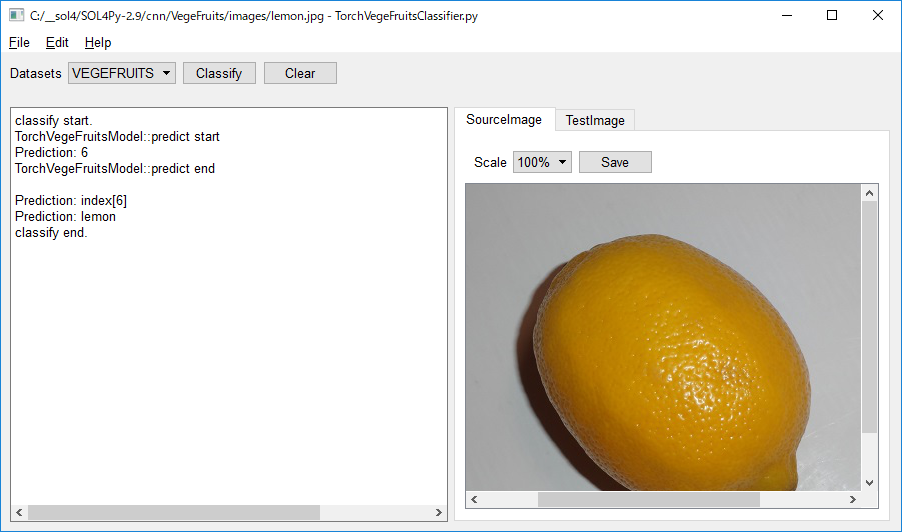 C:/__sol4/SOL4Py-2.9/cnn/VegeFruits/images/lemon.jpg - TorchVegeFruitsClassifier.py
File Edit Help
Datasets VEGEFRUITS Classify Clear
classify start.
TorchVegeFruitsModel::predict start
Prediction: 6
TorchVegeFruitsModel::predict end
Prediction: index[6]
Prediction: lemon
classify end.
SourceImage TestImage
Scale 100% Save